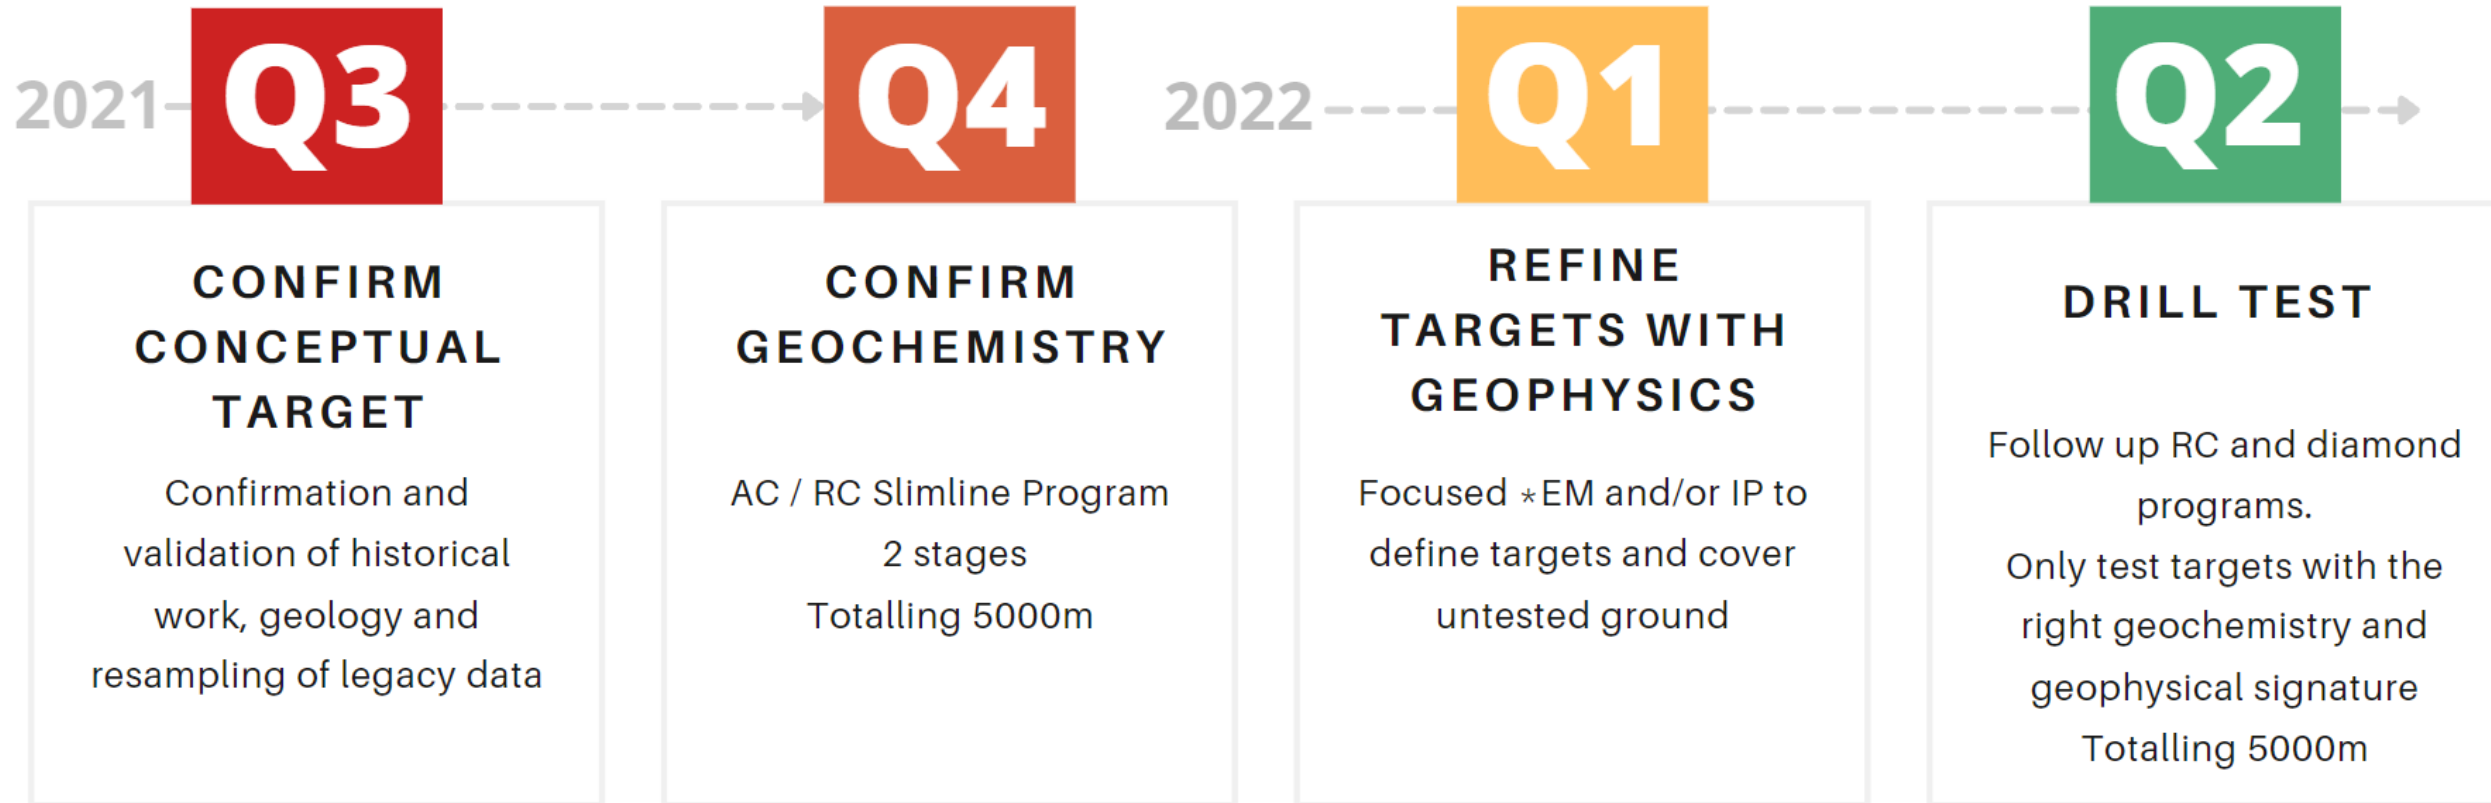 2021
Q3
Q4
2022
Q1
Q2
CONFIRM
CONCEPTUAL
TARGET
Confirmation and
validation of historical
work, geology and
resampling of legacy data
CONFIRM
GEOCHEMISTRY
AC / RC Slimline Program
2 stages
Totalling 5000m
REFINE
TARGETS WITH
GEOPHYSICS
Focused *EM and/or IP to
define targets and cover
untested ground
DRILL TEST
Follow up RC and diamond
programs.
Only test targets with the
right geochemistry and
geophysical signature
Totalling 5000m